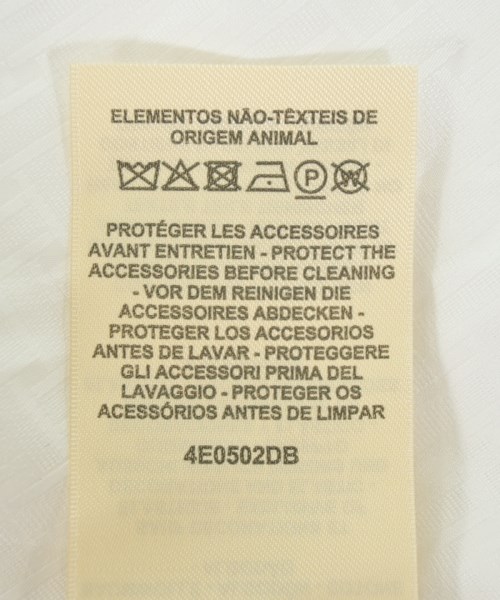 ELEMENTOS NÃO-TÊXTEIS DE
ORIGEM ANIMAL
P W
PROTÉGER LES ACCESSOIRES
AVANT ENTRETIEN - PROTECT THE
ACCESSORIES BEFORE CLEANING
- VOR DEM REINIGEN DIE
ACCESSOIRES ABDECKEN -
PROTEGER LOS ACCESORIOS
ANTES DE LAVAR - PROTEGGERE
GLI ACCESSORI PRIMA DEL
LAVAGGIO - PROTEGER OS
ACESSÓRIOS ANTES DE LIMPAR
4E0502DB